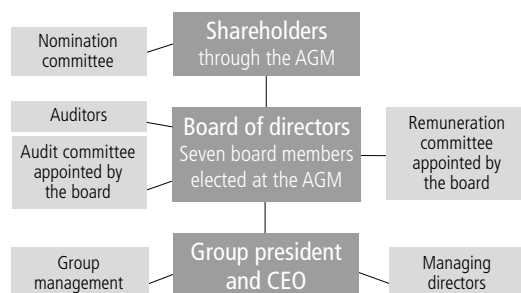 Shareholders
through the AGM
Nomination
committee
Auditors
Audit committee
appointed by
the board
Board of directors
Seven board members
elected at the AGM
Remuneration
committee
appointed by
the board
Group
management
Group president
and CEO
Managing
directors